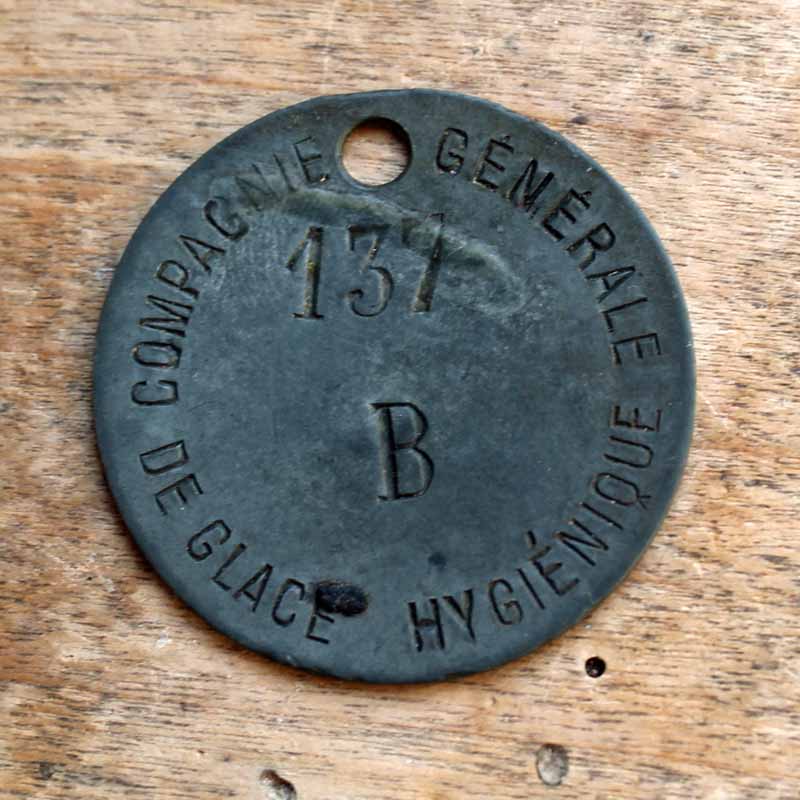 COMPAGNIE GÉNÉRALE
DE GLACE HYGIÉNIQUE
137
B